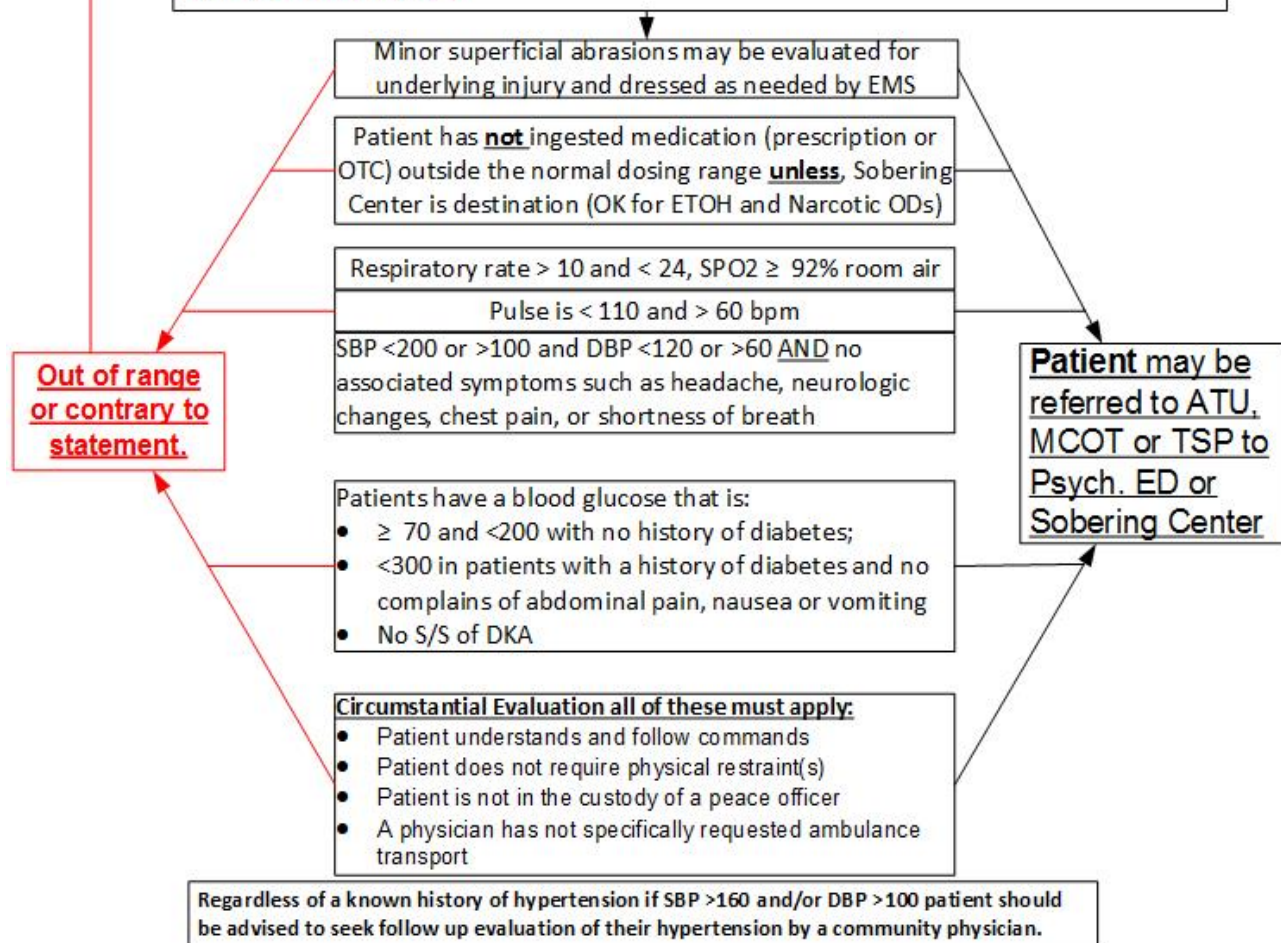 Minor superficial abrasions may be evaluated for
underlying injury and dressed as needed by EMS
Patient has not ingested medication (prescription or
OTC) outside the normal dosing range unless, Sobering
Center is destination (OK for ETOH and Narcotic ODs)
Respiratory rate > 10 and < 24, SPO2 ≥ 92% room air
Pulse is < 110 and > 60 bpm
SBP <200 or >100 and DBP <120 or >60 AND no
associated symptoms such as headache, neurologic
changes, chest pain, or shortness of breath
Out of range
or contrary to
statement.
Patient may be
referred to ATU,
MCOT or TSP to
Psych. ED or
Sobering Center
Patients have a blood glucose that is:
● ≥ 70 and <200 with no history of diabetes;
● <300 in patients with a history of diabetes and no
complains of abdominal pain, nausea or vomiting
● No S/S of DKA
Circumstantial Evaluation all of these must apply:
● Patient understands and follow commands
● Patient does not require physical restraint(s)
● Patient is not in the custody of a peace officer
● A physician has not specifically requested ambulance
transport
Regardless of a known history of hypertension if SBP >160 and/or DBP >100 patient should
be advised to seek follow up evaluation of their hypertension by a community physician.